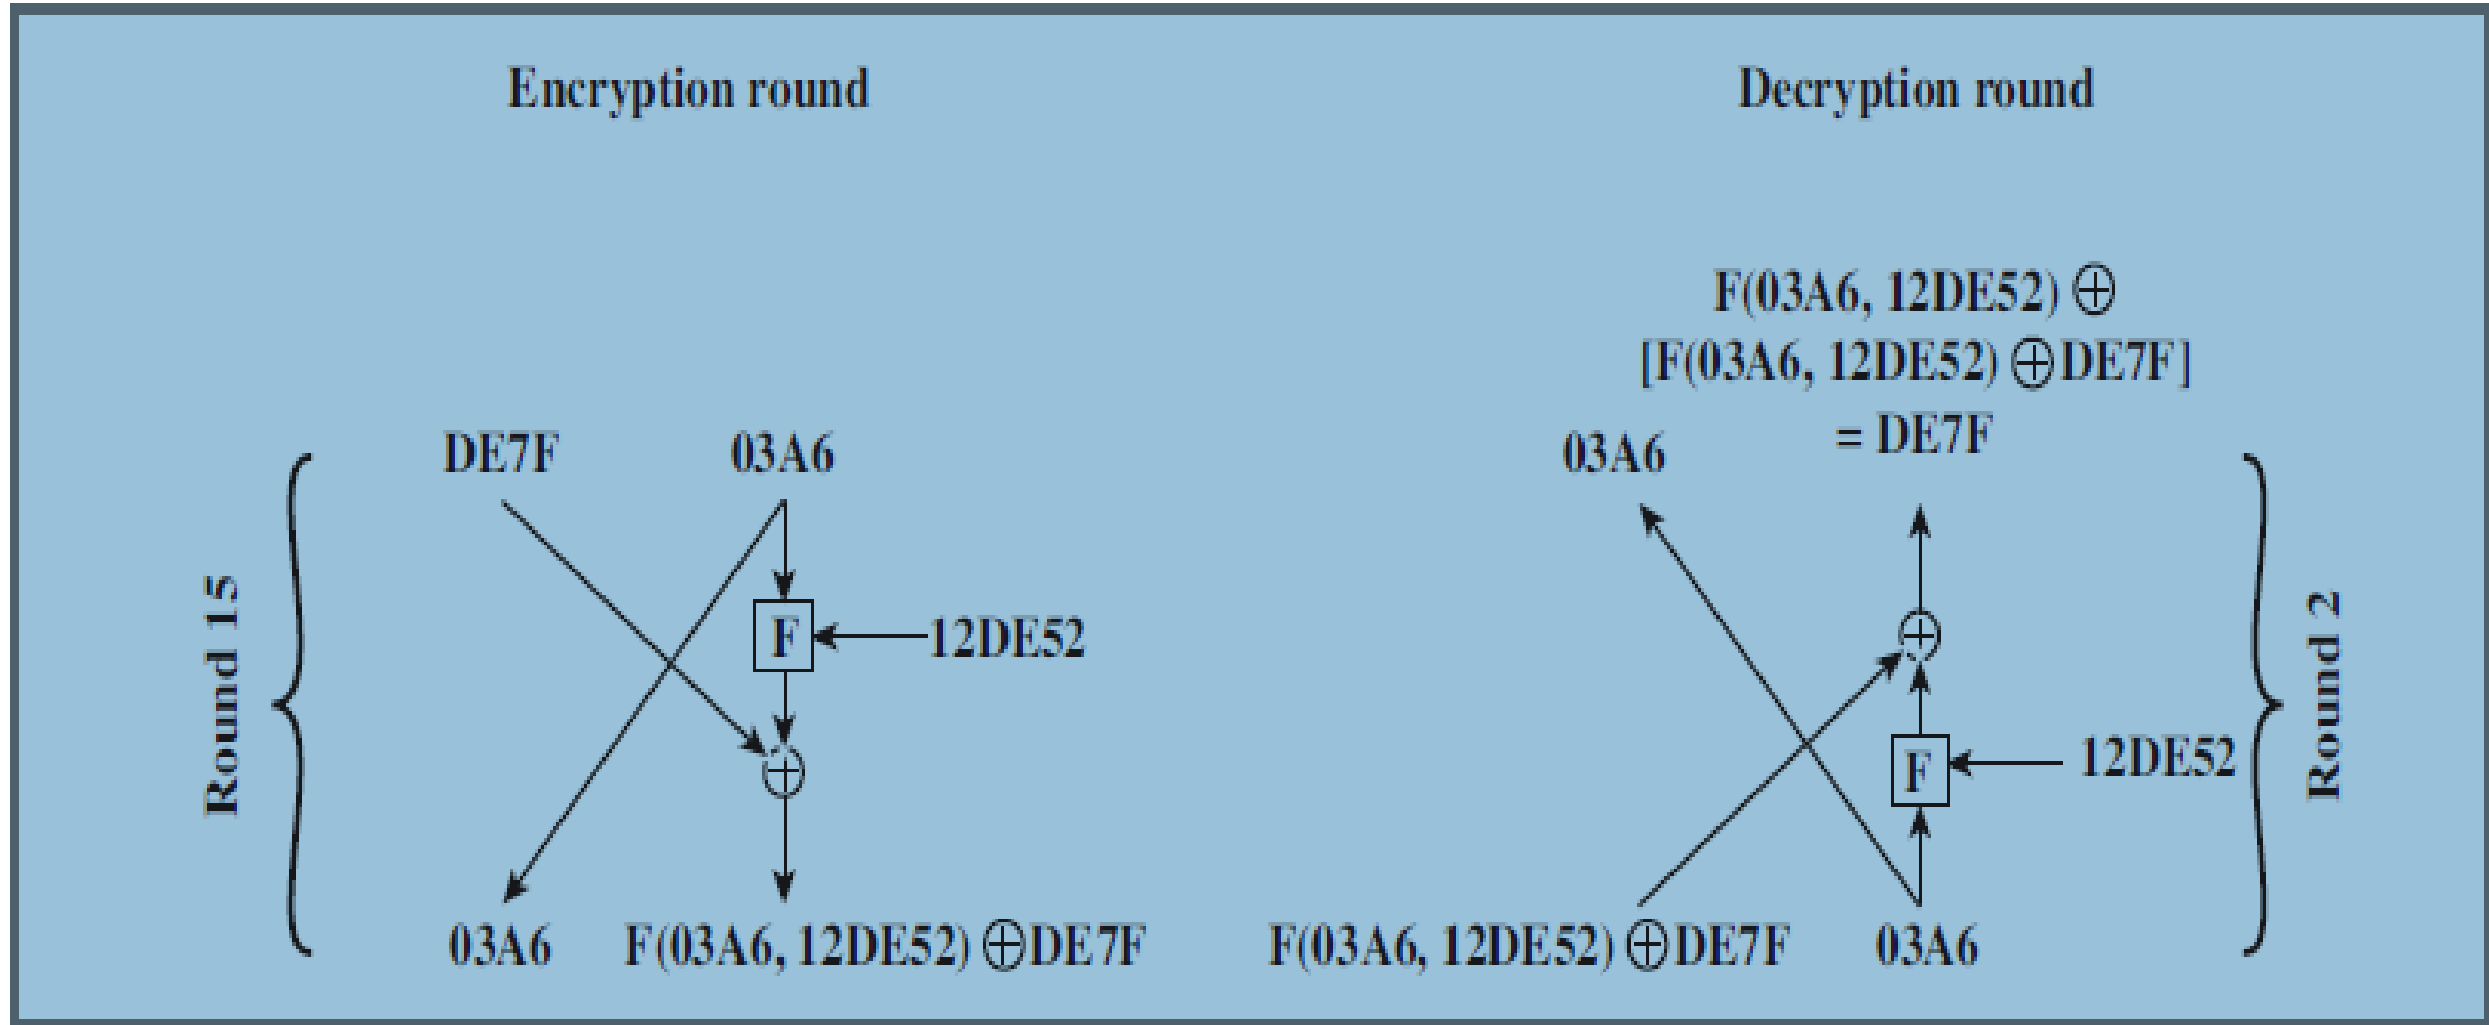 Encryption round
Decryption round
F(03A6, 12DE52) ⊕
[F(03A6, 12DE52) ⊕DE7F]
= DE7F
DE7F
03A6
03A6
Round 15
F
12DE52
⊕
⊕
F
12DE52
Round 2
03A6
F(03A6, 12DE52) ⊕DE7F
F(03A6, 12DE52) ⊕DE7F
03A6